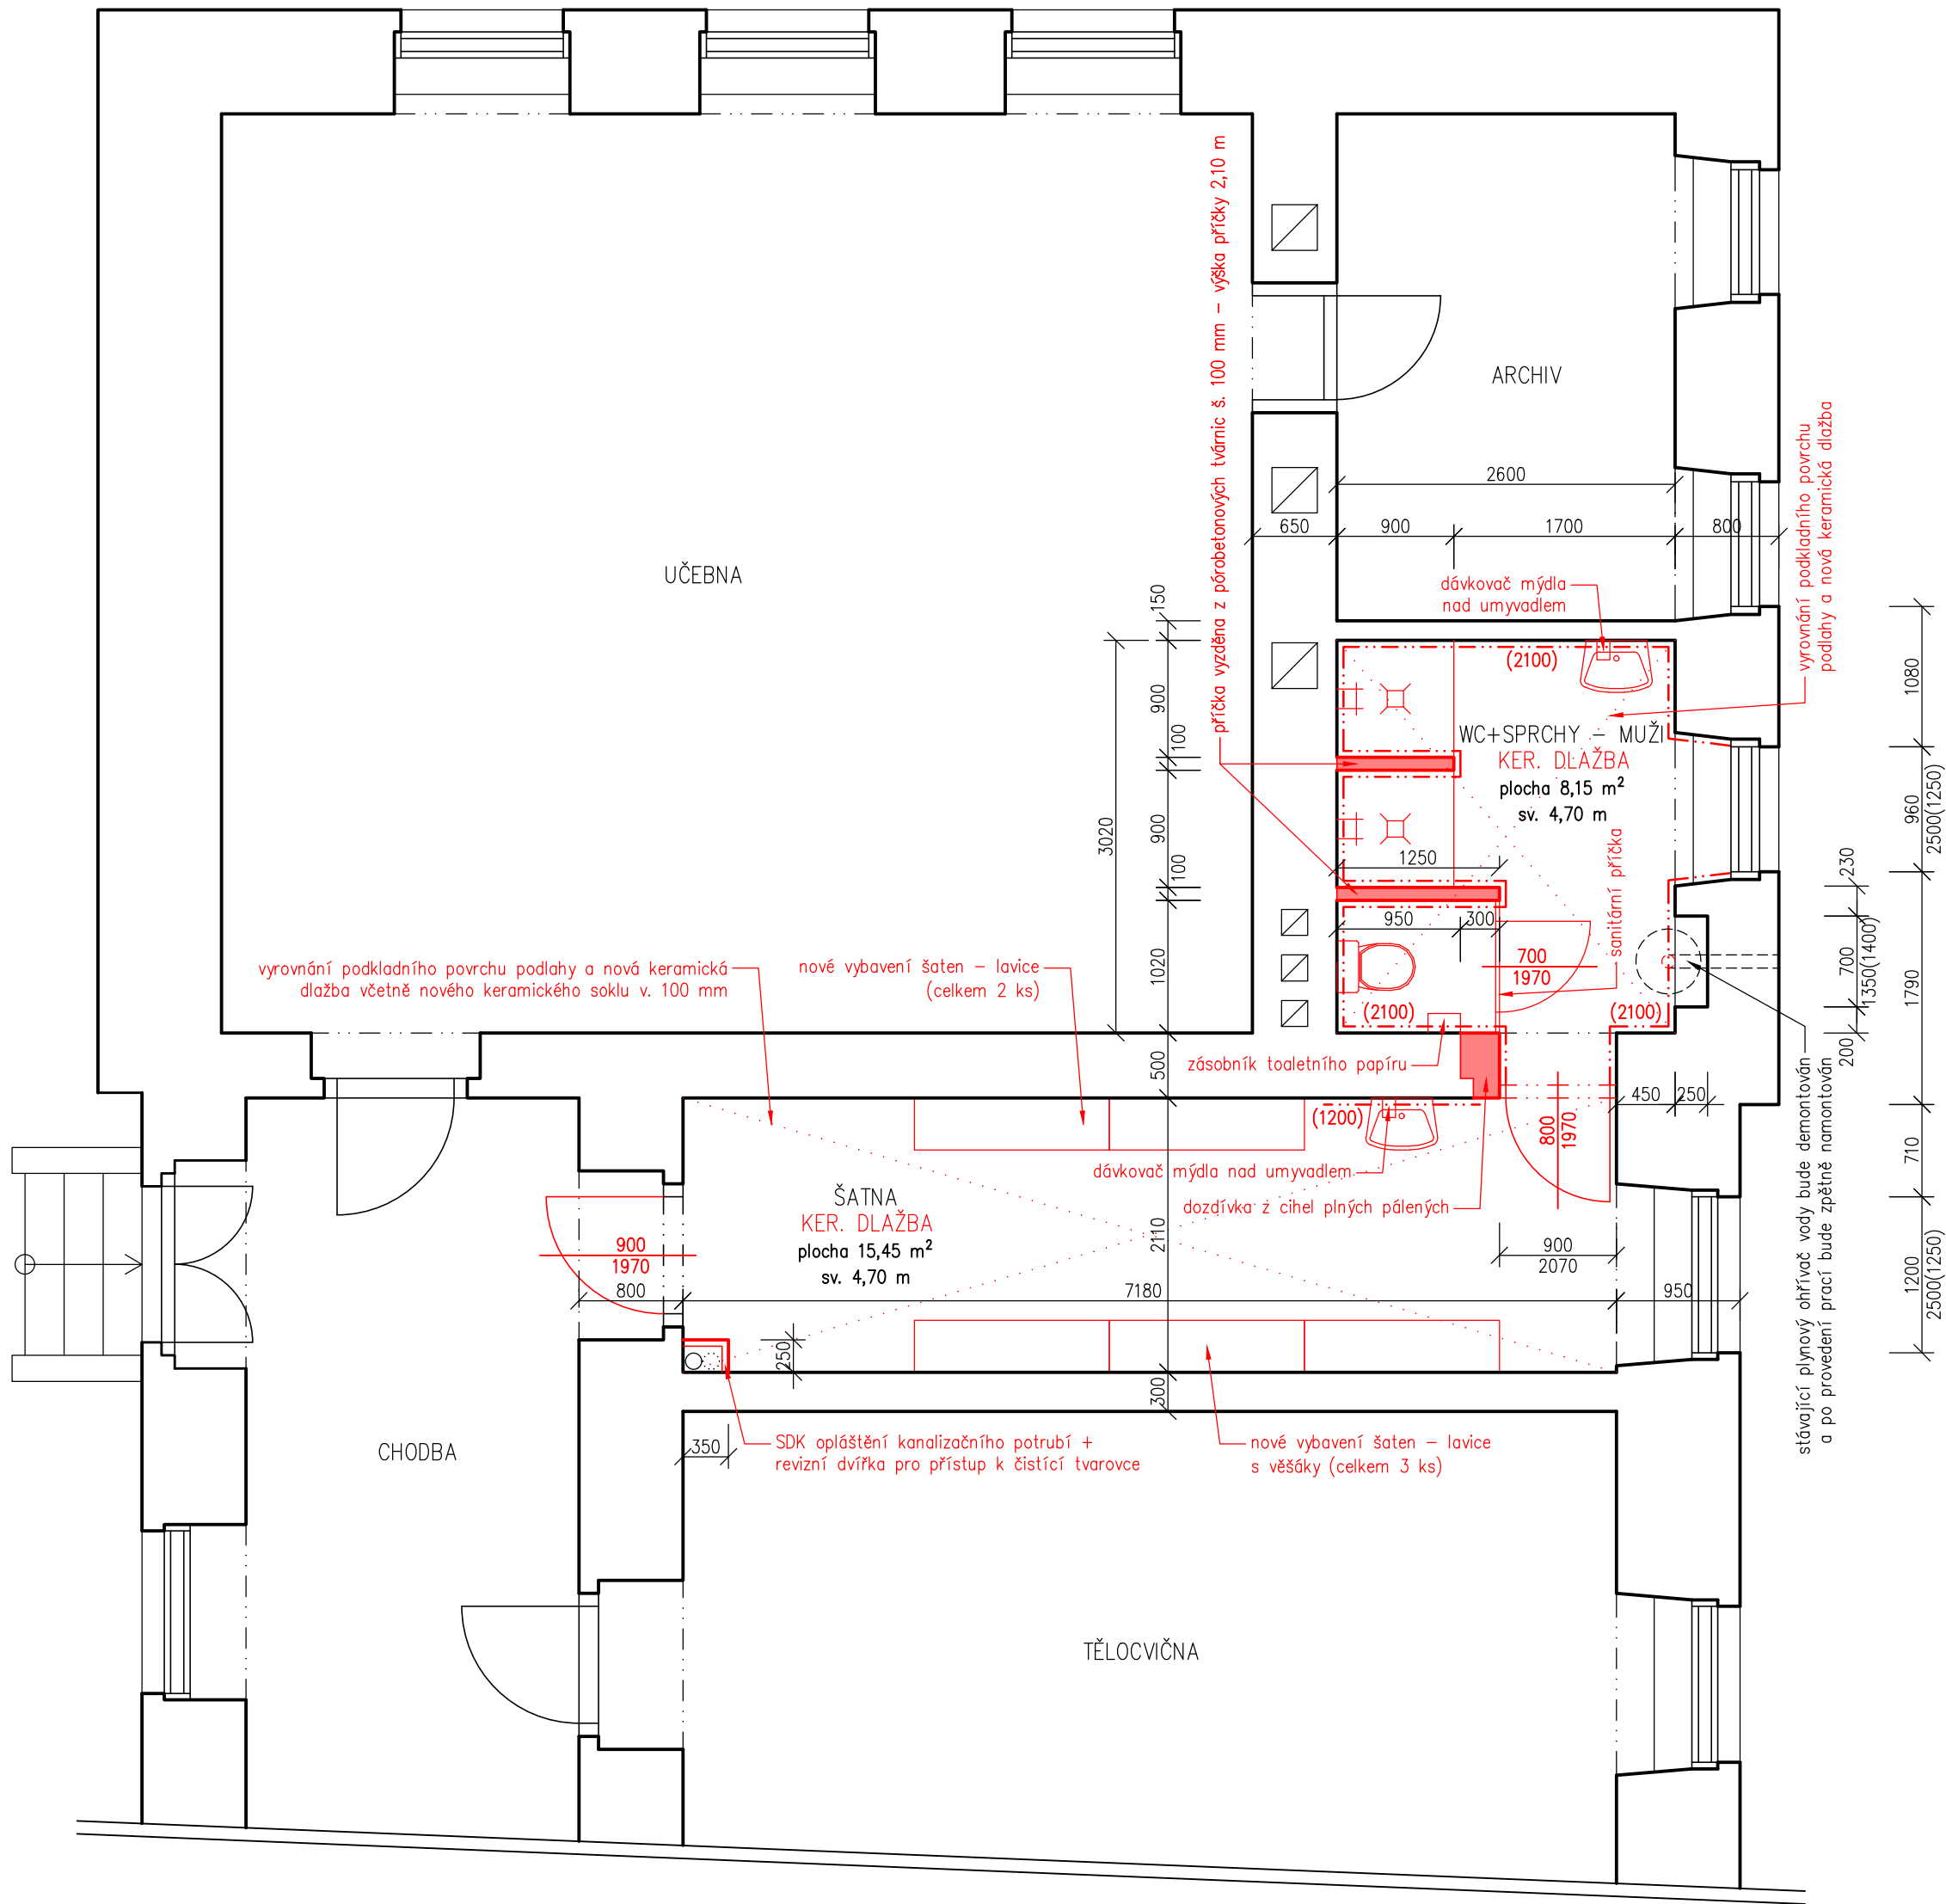 příčka vyzděna z pórobetonových tvárnic š. 100 mm – výška příčky 2,10 m
ARCHIV
2600
650
900
1700
800
vyrovnání podkladního povrchu
podlahy a nová keramická dlažba
UČEBNA
dávkovač mýdla
nad umyvadlem
150
900
100
900
100
1020
3020
500
(2100)
WC+SPRCHY – MUŽI
KER. DLAŽBA
plocha 8,15 m²
sv. 4,70 m
1250
sanitární příčka
950
300
700
1970
(2100)
(2100)
1080
960
2500(1250)
230
700
1350(1400)
1790
200
vyrovnání podkladního povrchu podlahy a nová keramická
dlažba včetně nového keramického soklu v. 100 mm
nové vybavení šaten – lavice
(celkem 2 ks)
zásobník toaletního papíru
450
250
(1200)
800
1970
710
dávkovač mýdla nad umyvadlem
dozdívka z cihel plných pálených
stávající plynový ohřívač vody bude demontován
a po provedení prací bude zpětně namontován
ŠATNA
KER. DLAŽBA
plocha 15,45 m²
sv. 4,70 m
900
1970
800
7180
2110
900
2070
950
1200
2500(1250)
250
300
350
SDK opláštění kanalizačního potrubí +
revizní dvířka pro přístup k čistící tvarovce
nové vybavení šaten – lavice
s věšáky (celkem 3 ks)
CHODBA
TĚLOCVIČNA